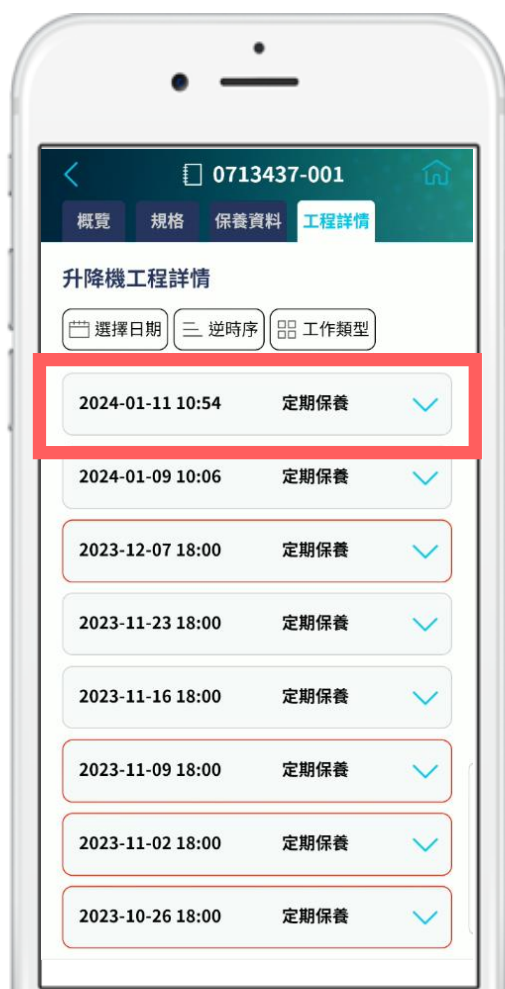 0713437-001
概覽 規格 保養資料 工程詳情
升降機工程詳情
選擇日期 逆時序 工作類型
2024-01-11 10:54 定期保養
2024-01-09 10:06 定期保養
2023-12-07 18:00 定期保養
2023-11-23 18:00 定期保養
2023-11-16 18:00 定期保養
2023-11-09 18:00 定期保養
2023-11-02 18:00 定期保養
2023-10-26 18:00 定期保養